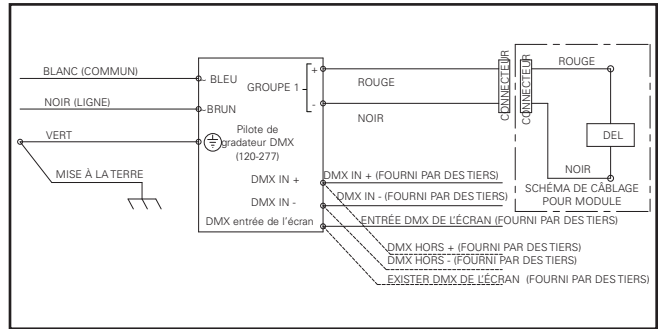 BLANC (COMMUN)
BLEU
NOIR (LIGNE)
BRUN
VERT
MISE À LA TERRE
GROUPE 1
+
-
Pilote de
gradateur DMX
(120-277)
DMX IN +
DMX IN -
DMX entrée de l'écran
ROUGE
NOIR
CONNECTEUR
CONNECTEUR
ROUGE
DEL
NOIR
SCHÉMA DE CÂBLAGE
POUR MODULE
DMX IN + (FOURNI PAR DES TIERS)
DMX IN - (FOURNI PAR DES TIERS)
ENTRÉE DMX DE L'ÉCRAN (FOURNI PAR DES TIERS)
DMX HORS + (FOURNI PAR DES TIERS)
DMX HORS - (FOURNI PAR DES TIERS)
EXISTER DMX DE L'ÉCRAN (FOURNI PAR DES TIERS)